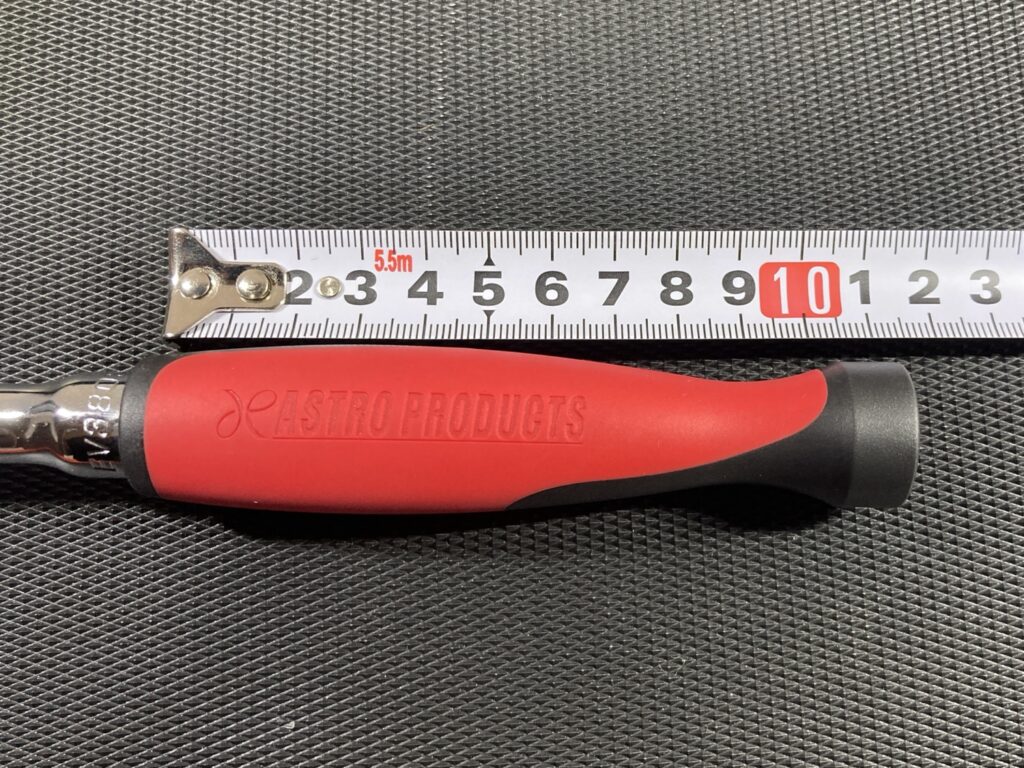 5.5m
2 3 4 5 6 7 8 9 10 1 2 3
ASTRO PRODUCTS